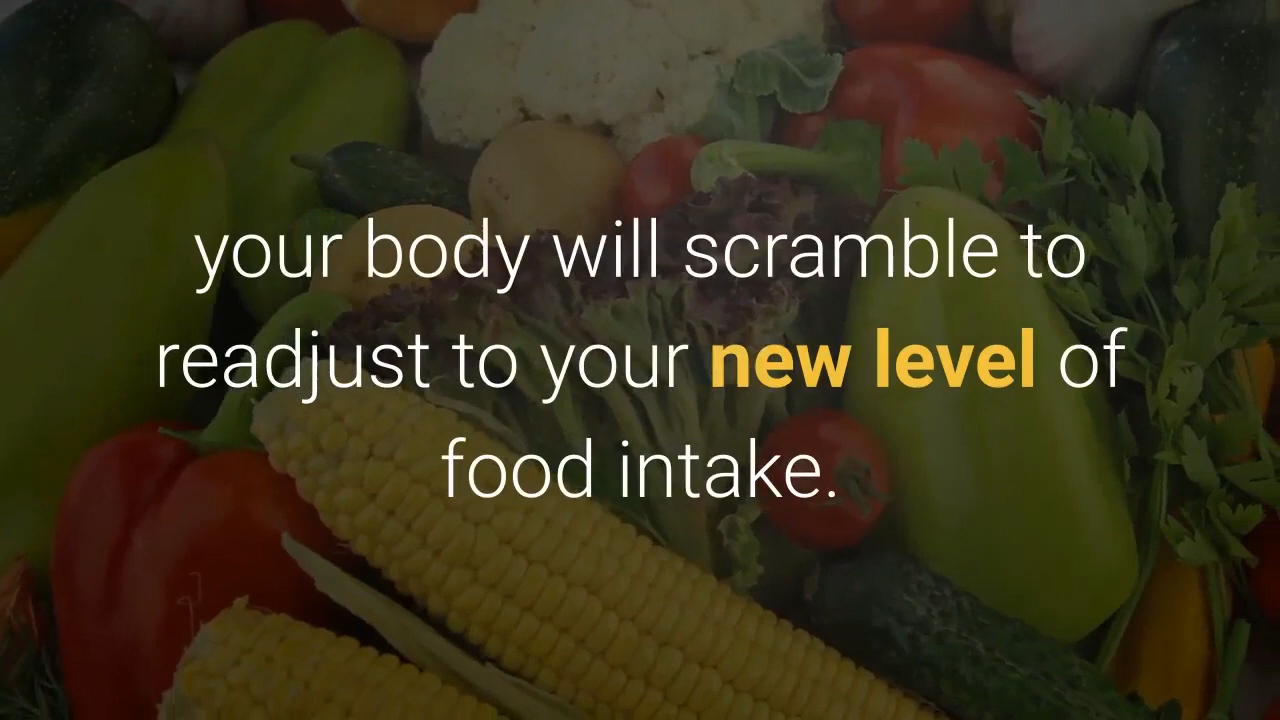 your body will scramble to
readjust to your new level of
food intake.